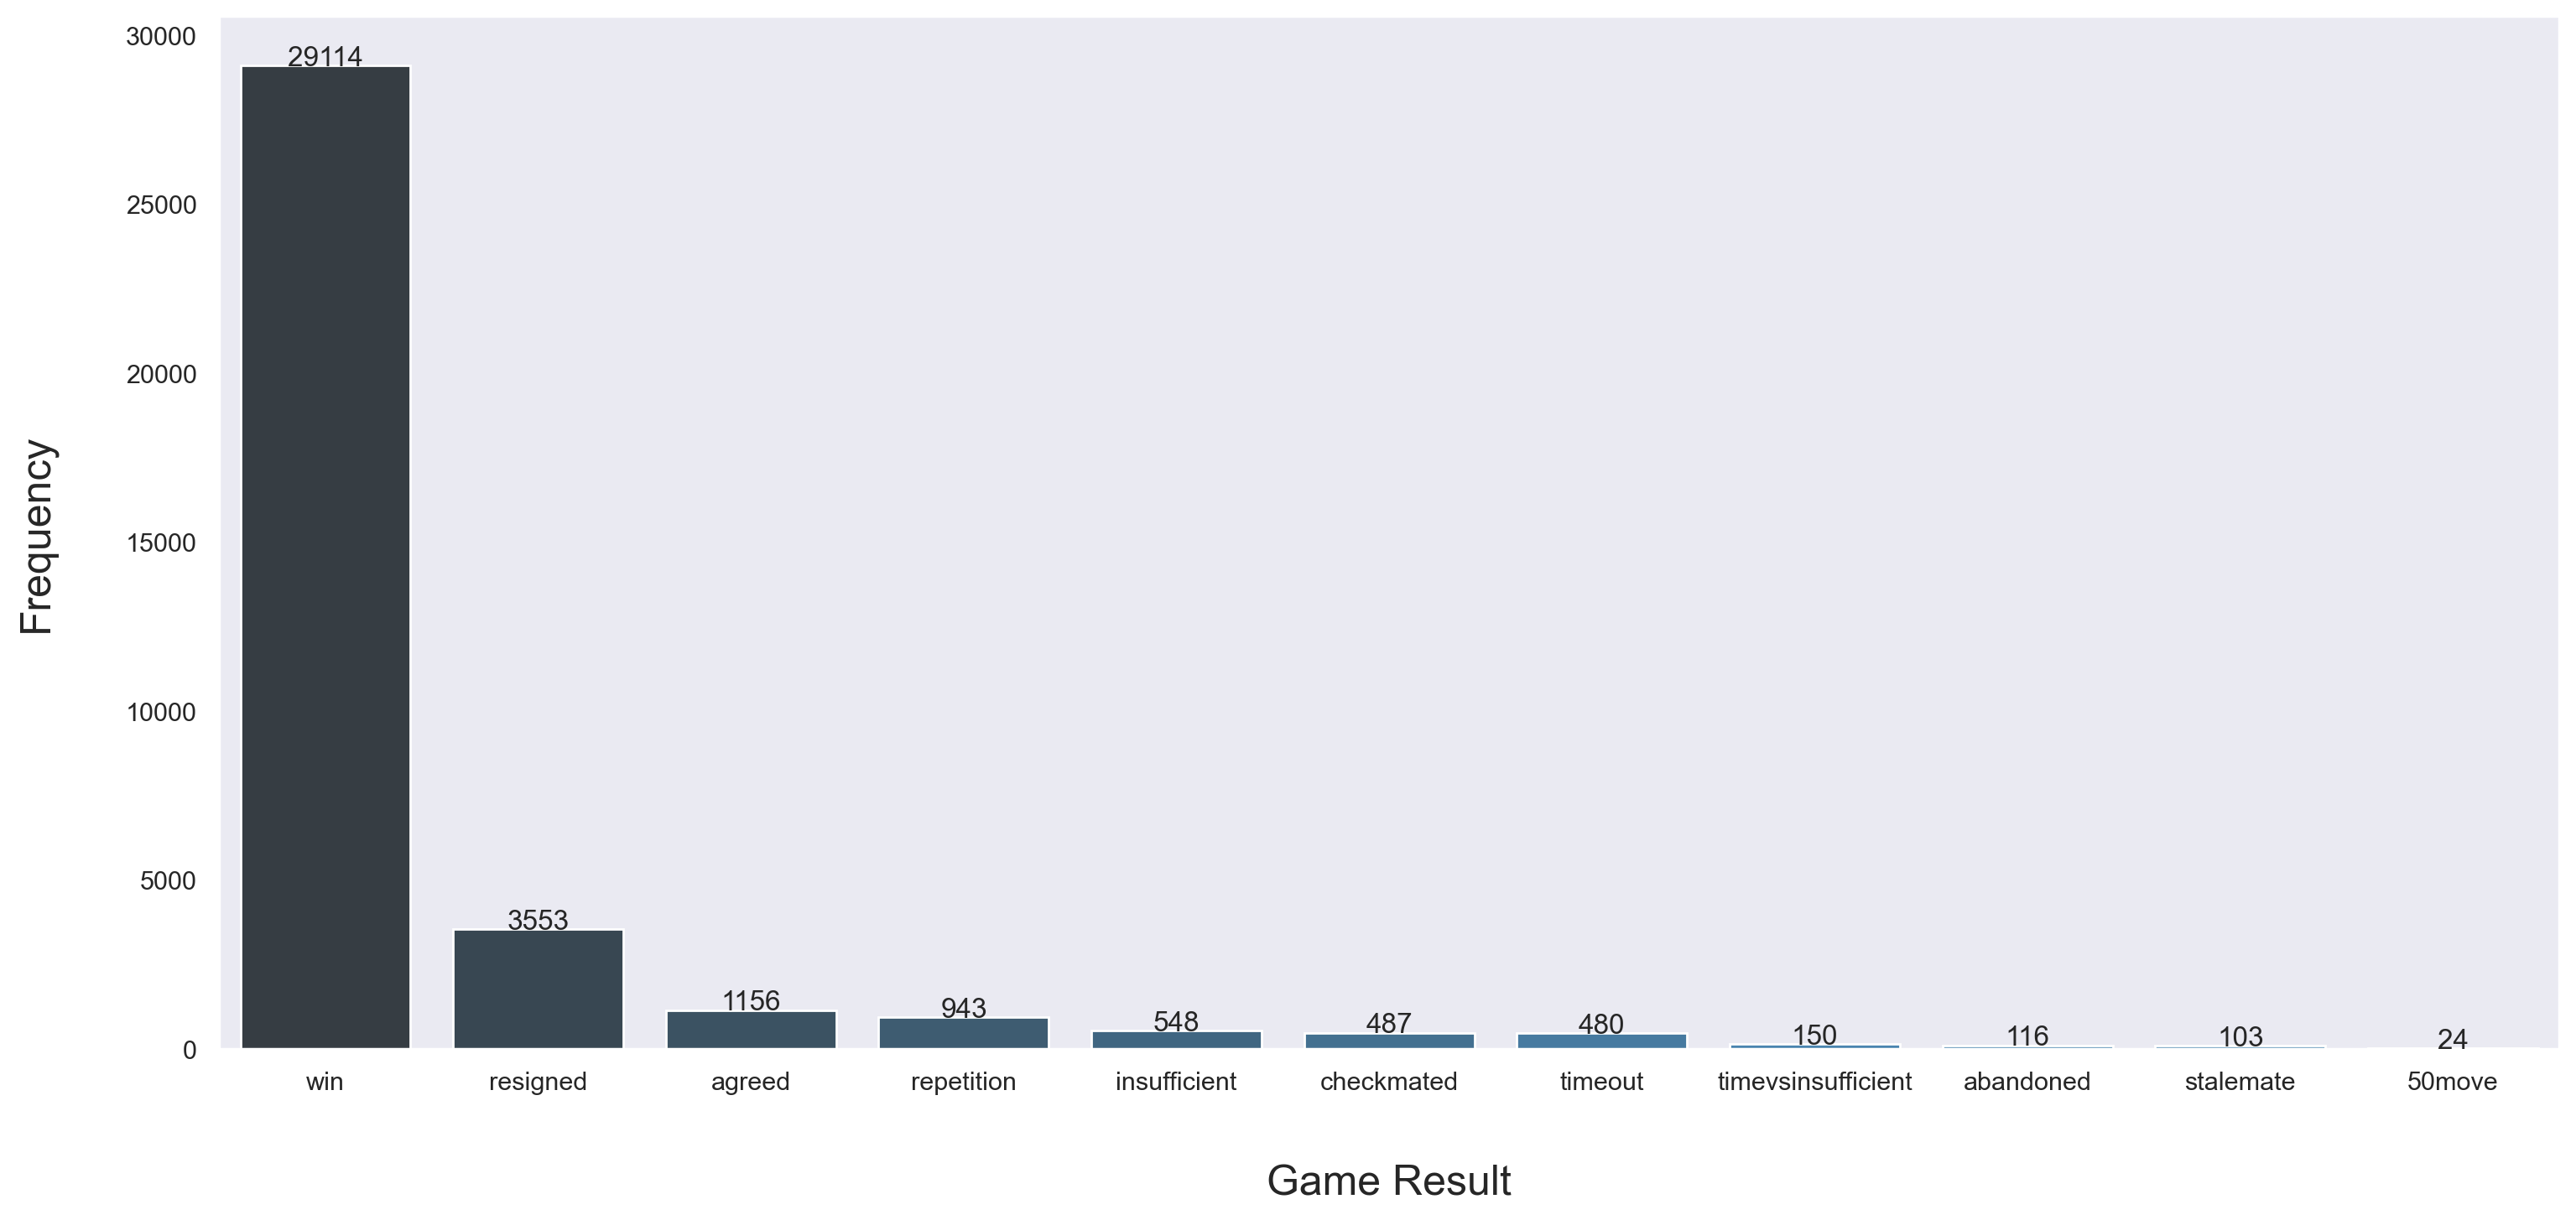 30000
25000
20000
15000
10000
5000
0
Frequency
29114
3553
1156
943
548
487
480
150
116
103
24
win
resigned
agreed
repetition
insufficient
checkmated
timeout
timevsinsufficient
abandoned
stalemate
50move
Game Result